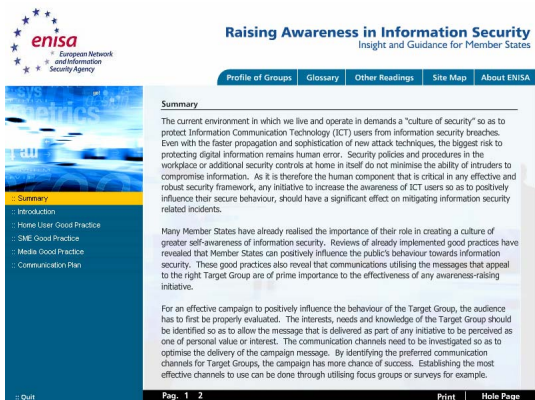 enisa
European Network
and Information
Security Agency
Raising Awareness in Information Security
Insight and Guidance for Member States
Profile of Groups
Glossary
Other Readings
Site Map
About ENISA
:: Summary
:: Introduction
:: Home User Good Practice
:: SME Good Practice
:: Media Good Practice
:: Communication Plan
:: Quit
Summary
The current environment in which we live and operate in demands a "culture of security" so as to
protect Information Communication Technology (ICT) users from information security breaches.
Even with the faster propagation and sophistication of new attack techniques, the biggest risk to
protecting digital information remains human error. Security policies and procedures in the
workplace or additional security controls at home in itself do not minimise the ability of intruders to
compromise information. As it is therefore the human component that is critical in any effective and
robust security framework, any initiative to increase the awareness of ICT users so as to positively
influence their secure behaviour, should have a significant effect on mitigating information security
related incidents.
Many Member States have already realised the importance of their role in creating a culture of
greater self-awareness of information security. Reviews of already implemented good practices have
revealed that Member States can positively influence the public's behaviour towards information
security. These good practices also reveal that communications utilising the messages that appeal
to the right Target Group are of prime importance to the effectiveness of any awareness-raising
initiative.
For an effective campaign to positively influence the behaviour of the Target Group, the audience
has to first be properly evaluated. The interests, needs and knowledge of the Target Group should
be identified so as to allow the message that is delivered as part of any initiative to be perceived as
one of personal value or interest. The communication channels need to be investigated so as to
optimise the delivery of the campaign message. By identifying the preferred communication
channels for Target Groups, the campaign has more chance of success. Establishing the most
effective channels to use can be done through utilising focus groups or surveys for example.
Pag. 1 2
Print
Hole Page